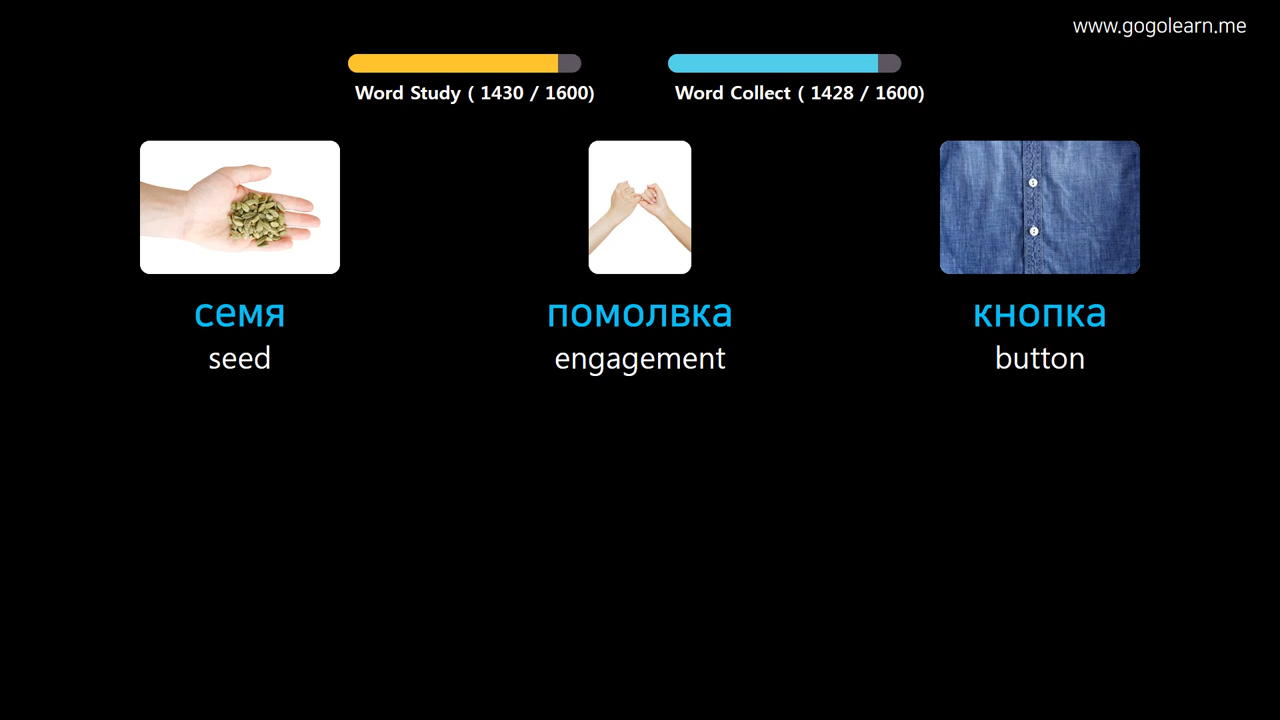 www.gogolearn.me
Word Study ( 1430 / 1600)
Word Collect ( 1428 / 1600)
семя
seed
помолвка
engagement
кнопка
button